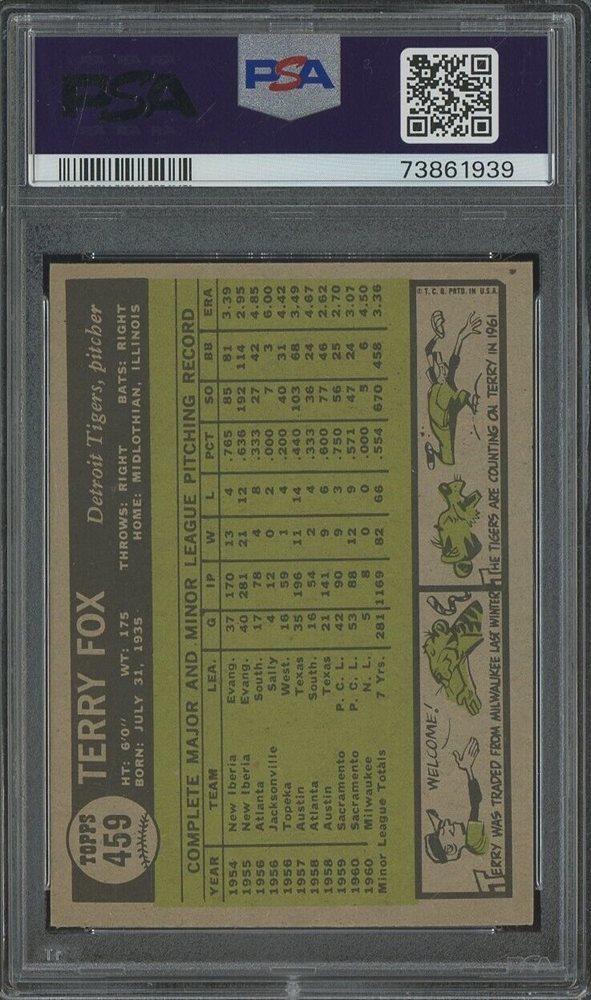 PSA
PSA
73861939
TOPPS
459
TERRY FOX
Detroit Tigers, pitcher
HT: 6'0" WT: 175 THROWS: RIGHT BATS: RIGHT
BORN: JULY 31, 1935 HOME: MIDLOTHIAN, ILLINOIS
COMPLETE MAJOR AND MINOR LEAGUE PITCHING RECORD
YEAR TEAM LEA. G IP W L PCT SO BB ERA
1954 New Iberia Evang. 37 170 13 4 .765 85 81 3.39
1955 New Iberia Evang. 40 281 21 12 .636 192 114 2.95
1956 Atlanta South. 17 78 4 8 .333 27 42 4.85
1956 Jacksonville Sally 4 12 0 2 .000 7 3 6.00
1956 Topeka West. 16 59 1 4 .200 40 31 4.42
1957 Austin Texas 35 196 11 14 .440 103 68 3.49
1958 Atlanta South. 16 54 2 4 .333 36 24 4.67
1958 Austin Texas 21 141 9 6 .600 77 46 2.62
1959 Sacramento P. C. L. 42 90 9 3 .750 56 25 2.70
1960 Sacramento P. C. L. 53 88 12 9 .571 47 24 3.07
1960 Milwaukee N. L. 5 8 0 0 .000 5 6 4.50
Minor League Totals 7 Yrs. 281 1169 82 66 .554 670 458 3.36
WELCOME!
TERRY WAS TRADED FROM MILWAUKEE LAST WINTER
THE TIGERS ARE COUNTING ON TERRY IN 1961
© T. C. G. PRTD. IN U.S.A.